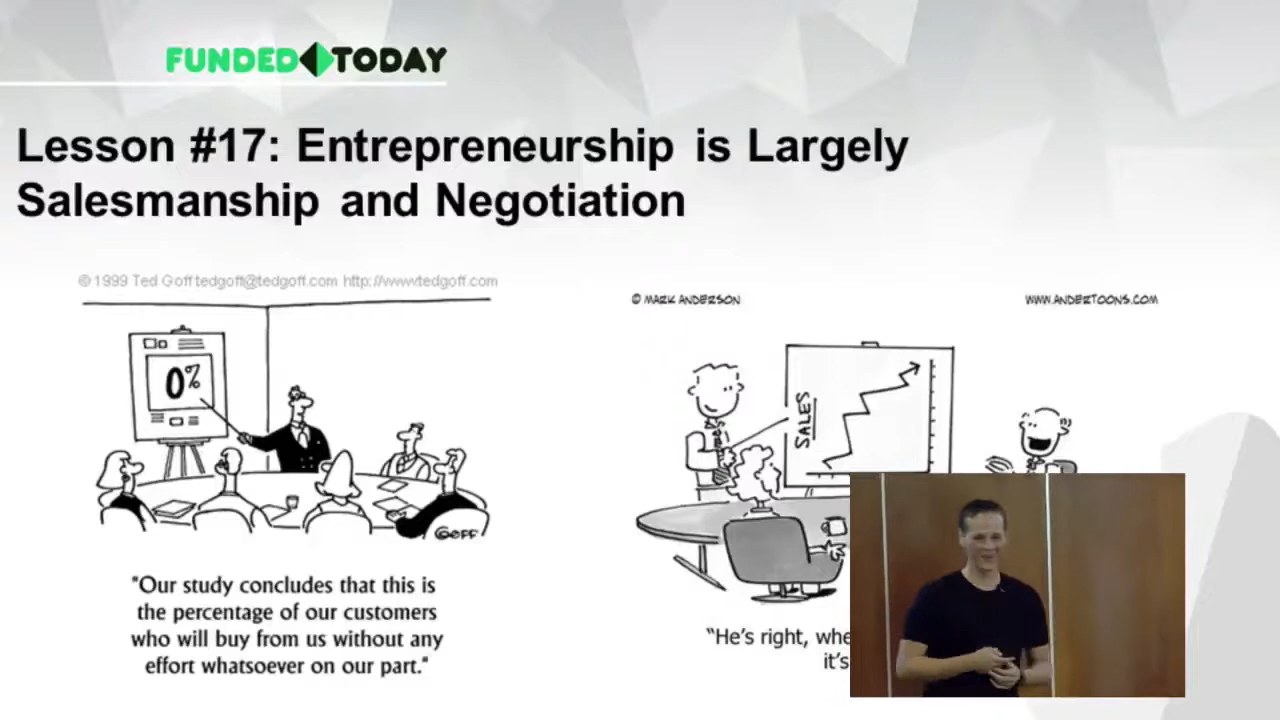 FUNDED TODAY
Lesson #17: Entrepreneurship is Largely
Salesmanship and Negotiation
© 1999 Ted Goff tedgoff@tedgoff.com http://www.tedgoff.com
© MARK ANDERSON
WWW.ANDERTOONS.COM
0%
SALES
GOFF
"Our study concludes that this is
the percentage of our customers
who will buy from us without any
effort whatsoever on our part."
"He's right, whe
it's